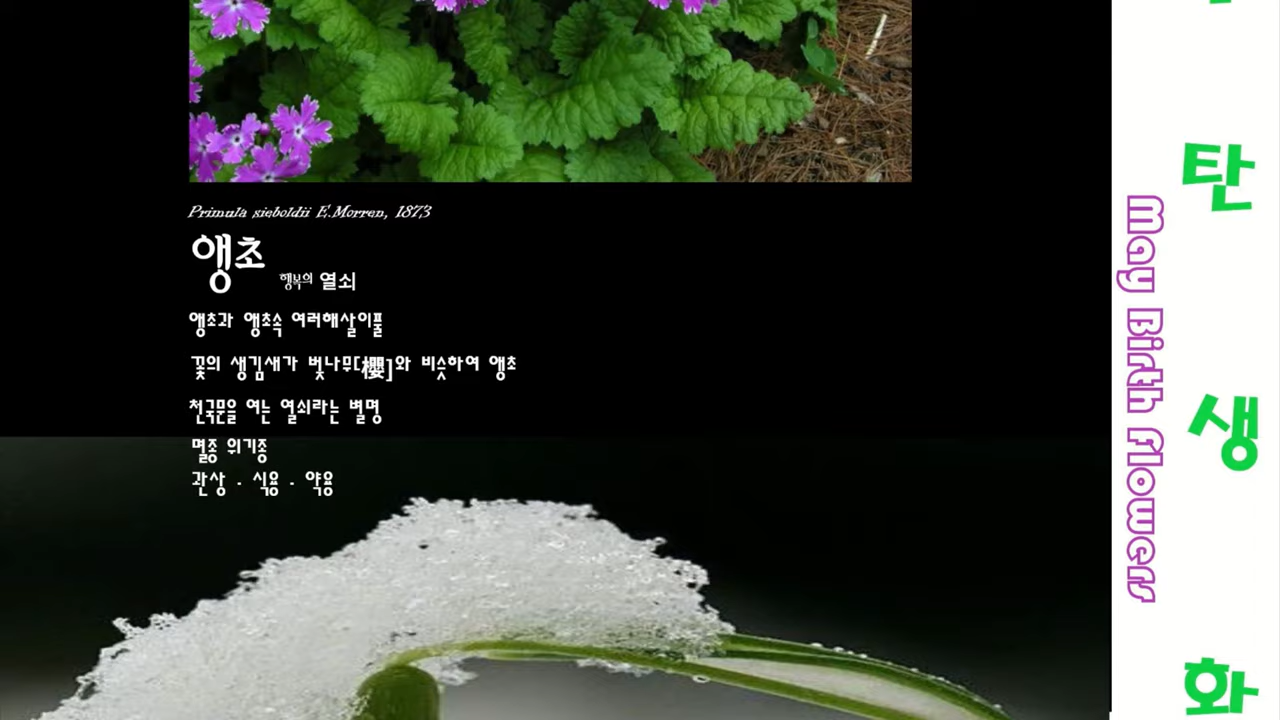 Primula sieboldii E.Morren, 1873
앵초
행복의 열쇠
앵초과 앵초속 여러해살이풀
꽃의 생김새가 벚나무[櫻]와 비슷하여 앵초
천국문을 여는 열쇠라는 별명
멸종 위기종
관상 · 식용 · 약용
May Birth Flowers
탄생화